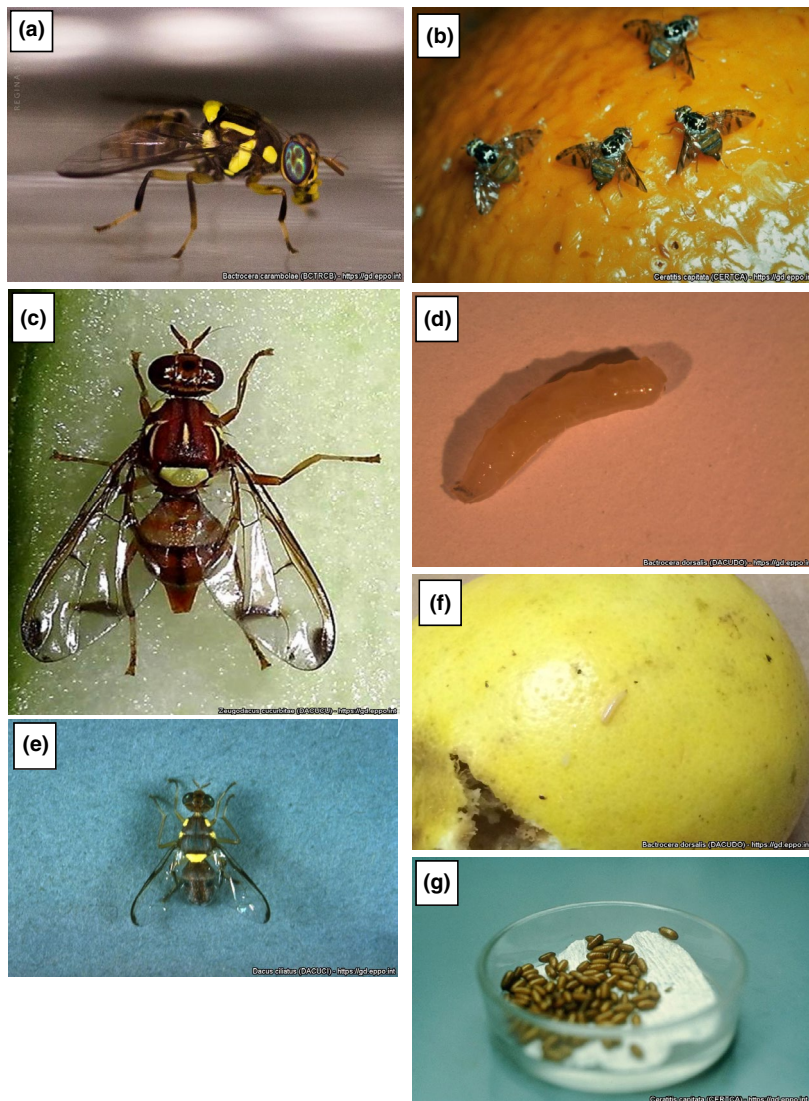 (a)
REGINA S
Bactrocera carambolae (BCTRCB) - https://gd.eppo.int
(b)
Ceratitis capitata (CERTCA) - https://gd.eppo.int
(c)
Zeugodacus cucurbitae (DACUCU) - https://gd.eppo.int
(d)
Bactrocera dorsalis (DACUDO) - https://gd.eppo.int
(e)
Dacus ciliatus (DACUCI) - https://gd.eppo.int
(f)
Bactrocera dorsalis (DACUDO) - https://gd.eppo.int
(g)
Ceratitis capitata (CERTCA) - https://gd.eppo.int